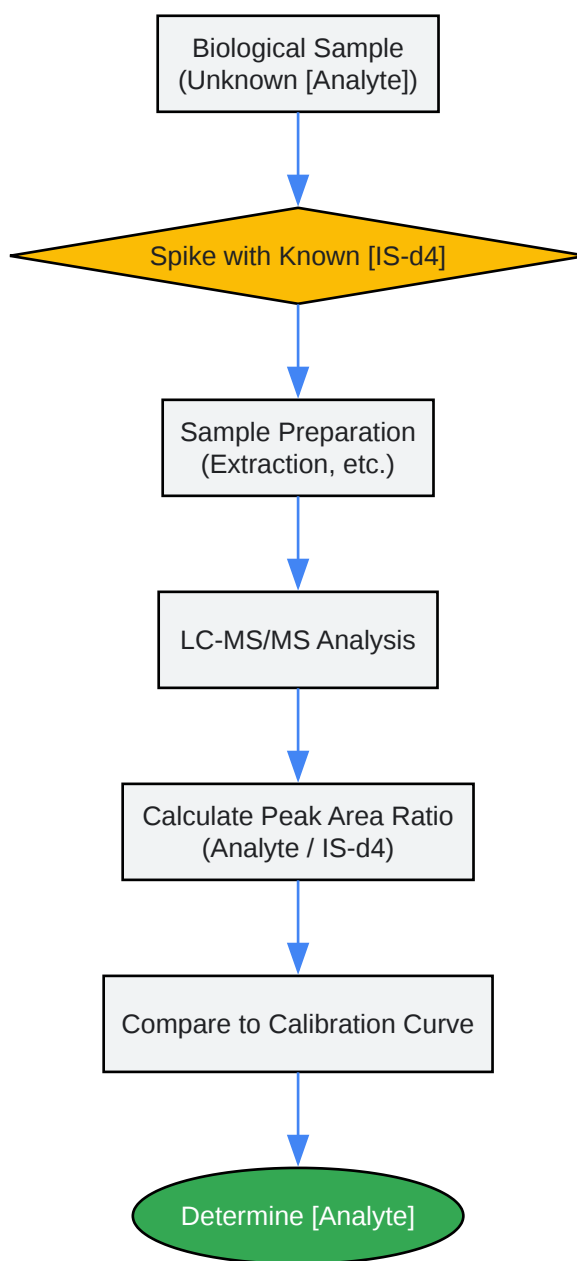 Biological Sample
(Unknown [Analyte])
Spike with Known [IS-d4]
Sample Preparation
(Extraction, etc.)
LC-MS/MS Analysis
Calculate Peak Area Ratio
(Analyte / IS-d4)
Compare to Calibration Curve
Determine [Analyte]